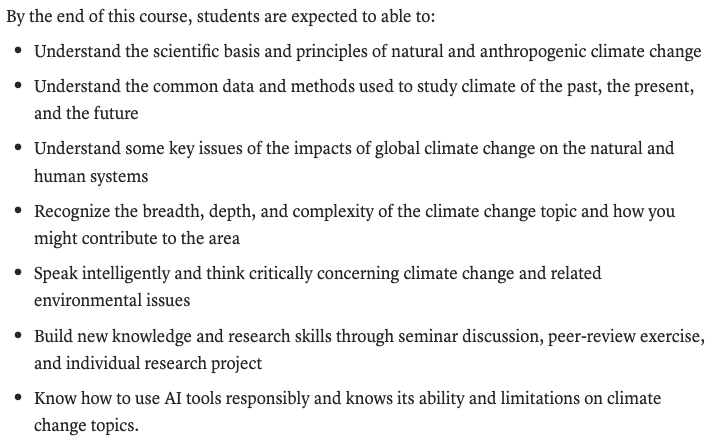 By the end of this course, students are expected to able to:
• Understand the scientific basis and principles of natural and anthropogenic climate change
• Understand the common data and methods used to study climate of the past, the present,
and the future
• Understand some key issues of the impacts of global climate change on the natural and
human systems
• Recognize the breadth, depth, and complexity of the climate change topic and how you
might contribute to the area
• Speak intelligently and think critically concerning climate change and related
environmental issues
• Build new knowledge and research skills through seminar discussion, peer-review exercise,
and individual research project
• Know how to use AI tools responsibly and knows its ability and limitations on climate
change topics.